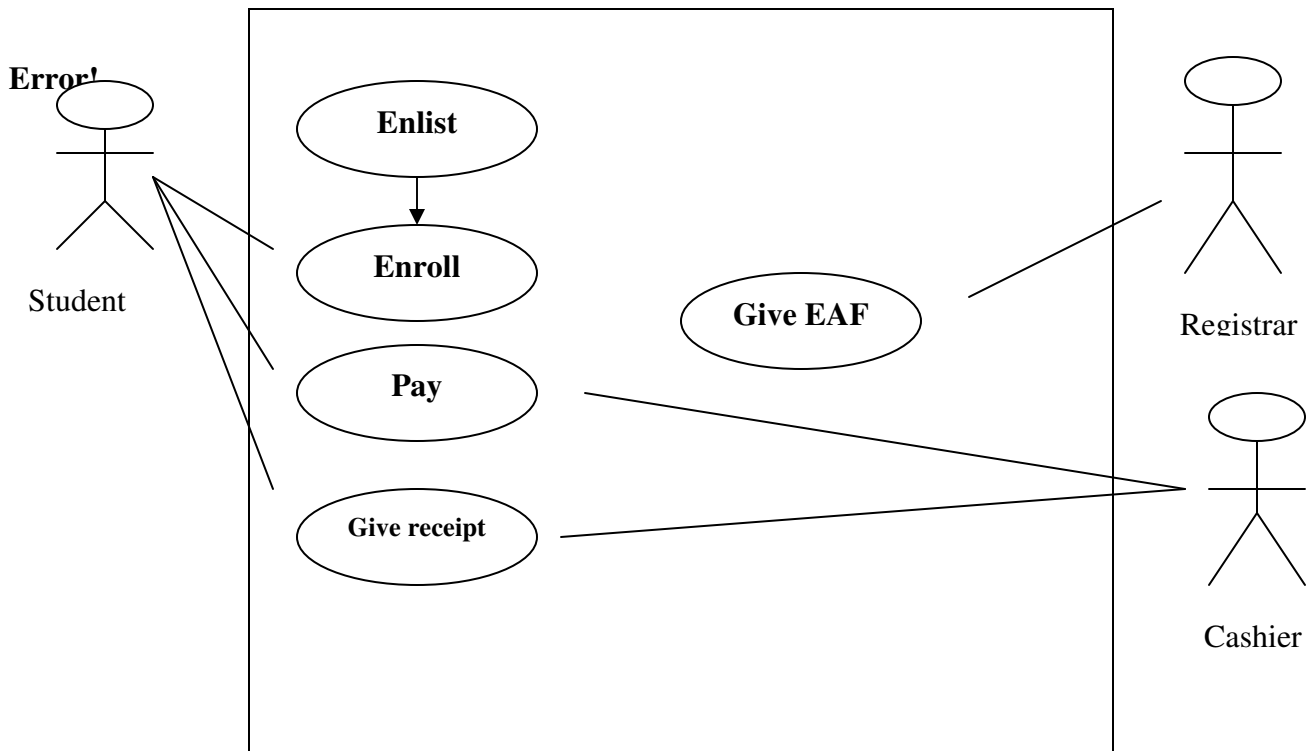 Error!
Enlist
Enroll
Student
Give EAF
Registrar
Pay
Give receipt
Cashier